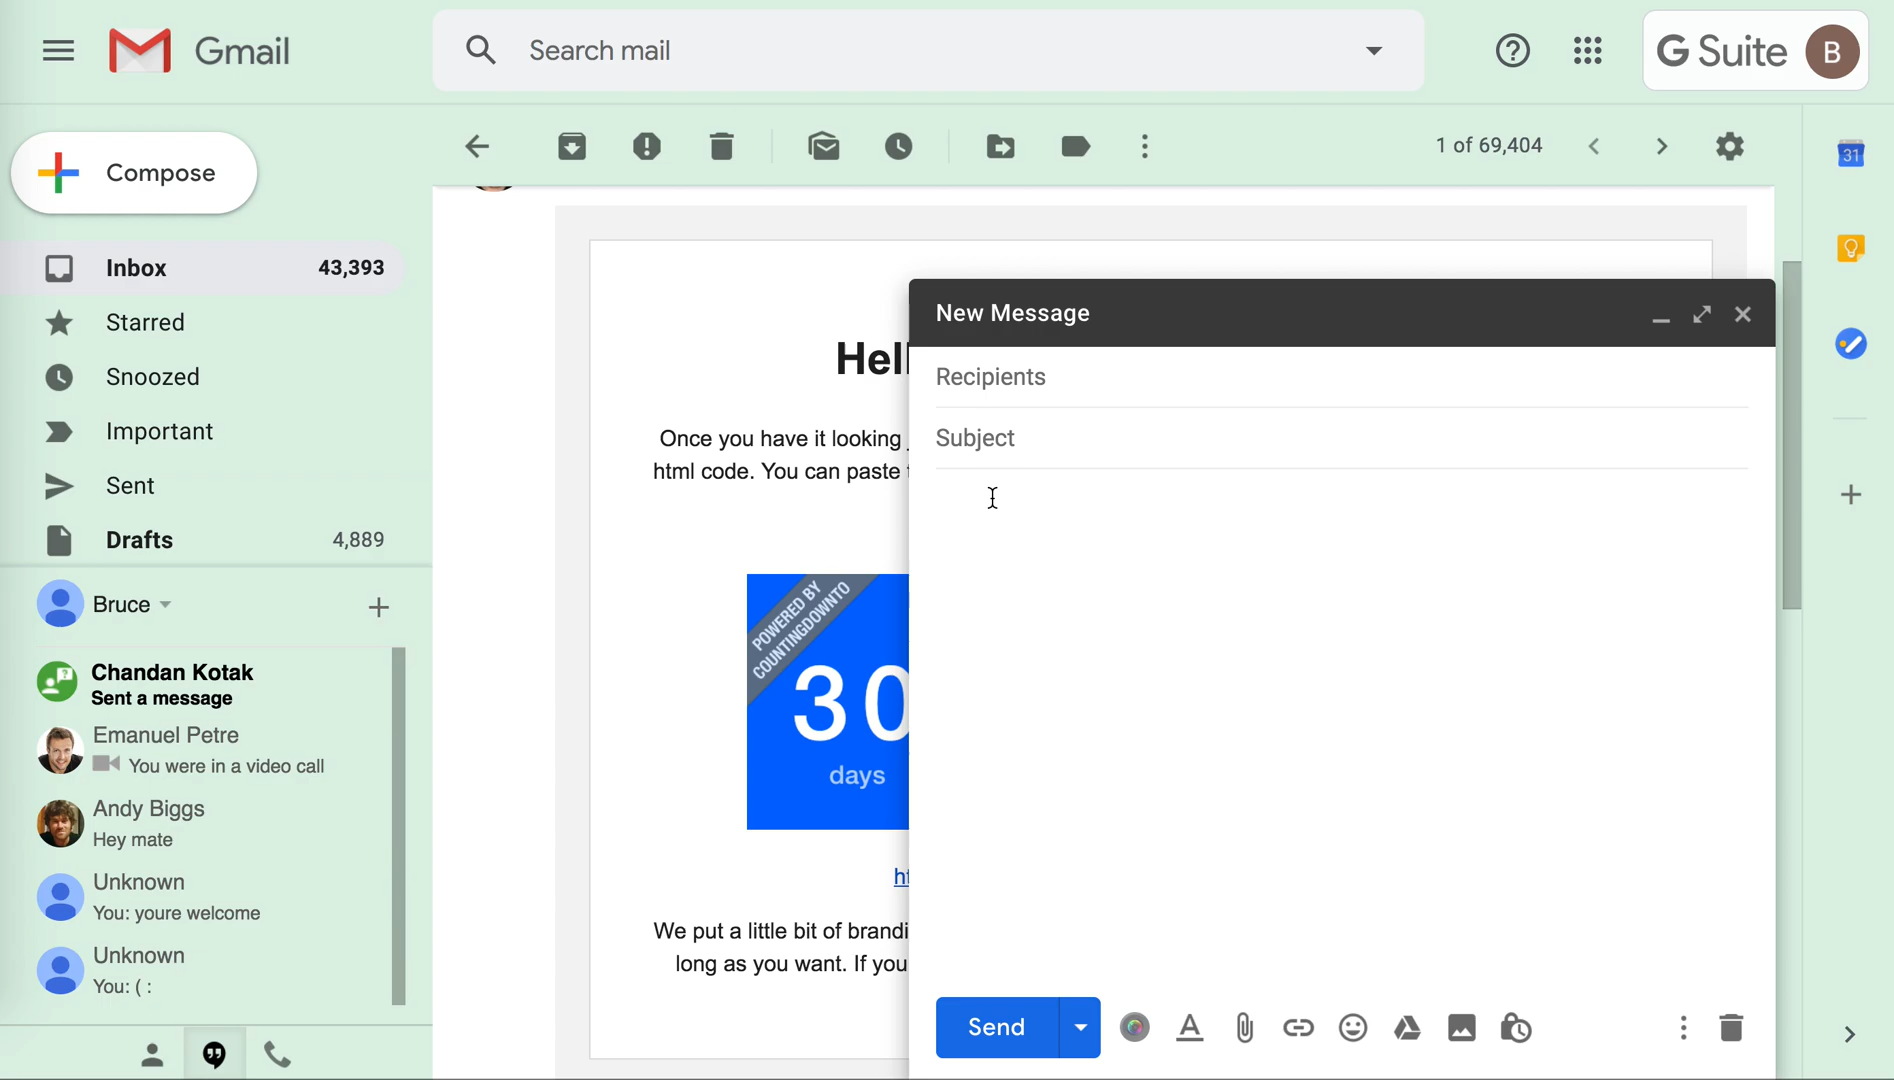 Gmail
Search mail
G Suite B
Compose
1 of 69,404
31
Inbox 43,393
Starred
Snoozed
Important
Sent
Drafts 4,889
Bruce
Chandan Kotak
Sent a message
Emanuel Petre
You were in a video call
Andy Biggs
Hey mate
Unknown
You: youre welcome
Unknown
You: ( :
Hell
Once you have it looking
html code. You can paste
POWERED BY
COUNTINGDOWNTO
30
days
ht
We put a little bit of brandi
long as you want. If you
New Message
Recipients
Subject
Send